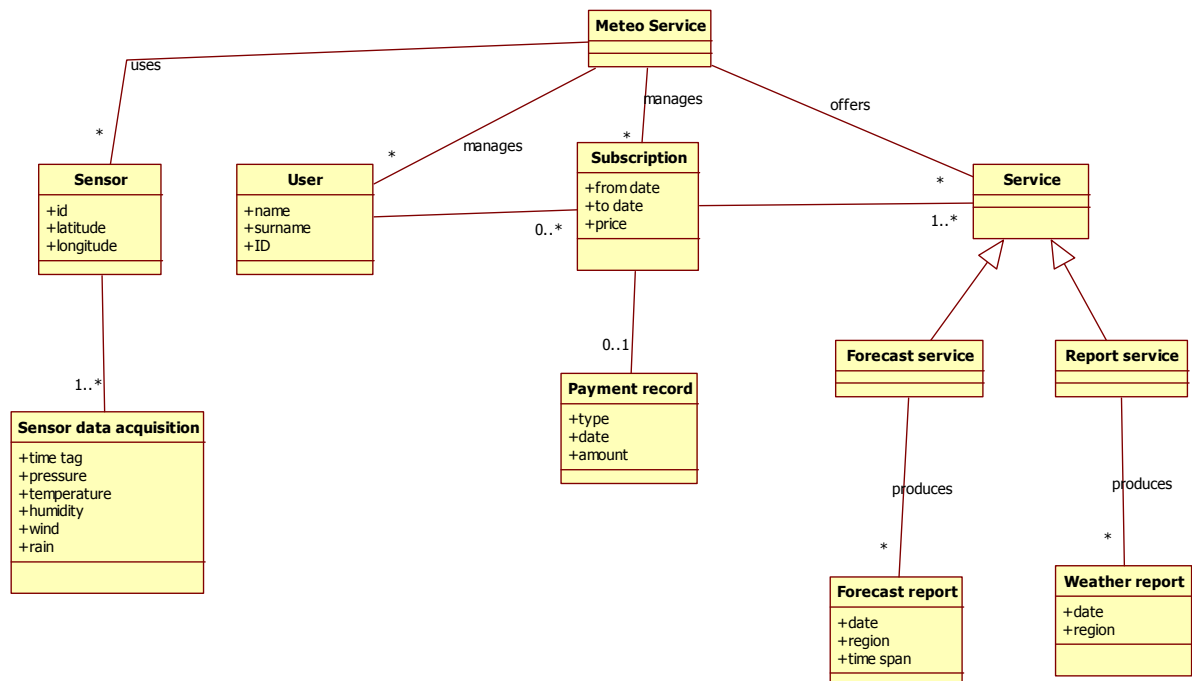 Meteo Service
uses
manages
offers
*
*
manages
*
*
Sensor
+id
+latitude
+longitude
User
+name
+surname
+ID
Subscription
+from date
+to date
+price
Service
0..*
1..*
0..1
1..*
Sensor data acquisition
+time tag
+pressure
+temperature
+humidity
+wind
+rain
Payment record
+type
+date
+amount
Forecast service
Report service
produces
produces
*
*
Forecast report
+date
+region
+time span
Weather report
+date
+region